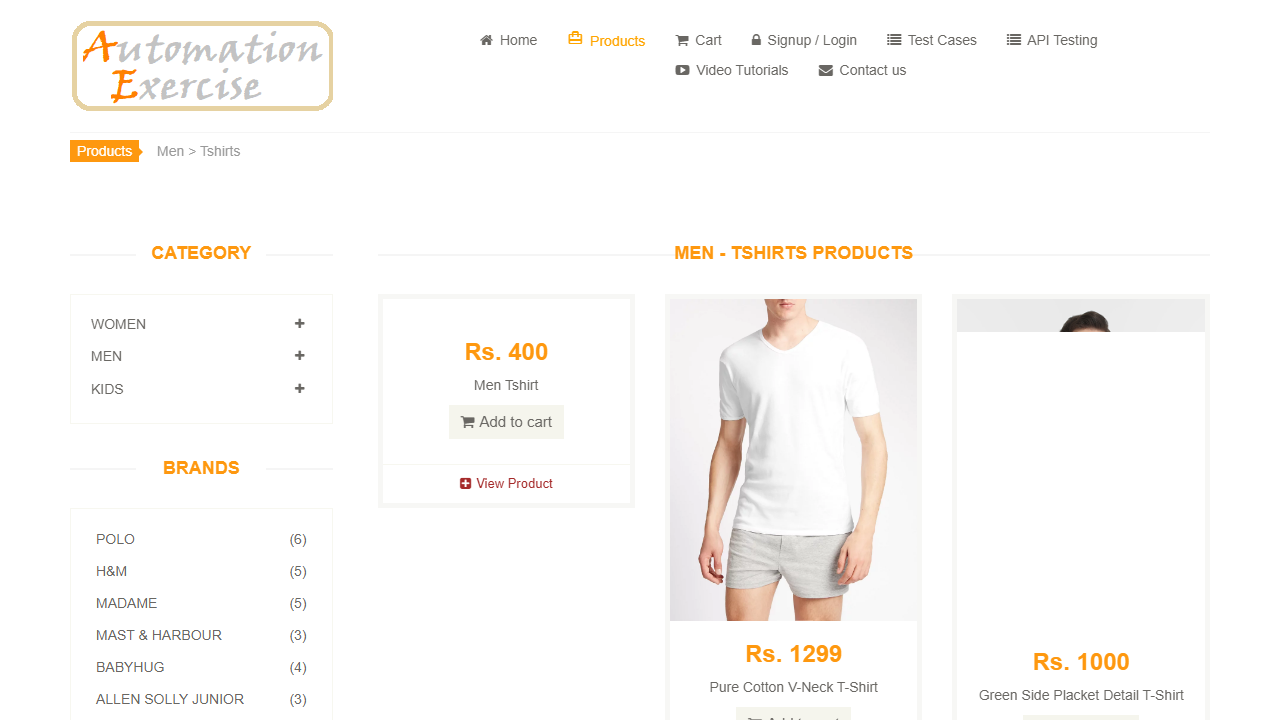 Automation
Exercise
Home
Products
Cart
Signup / Login
Test Cases
API Testing
Video Tutorials
Contact us
Products
Men > Tshirts
CATEGORY
WOMEN
MEN
KIDS
BRANDS
POLO (6)
H&M (5)
MADAME (5)
MAST & HARBOUR (3)
BABYHUG (4)
ALLEN SOLLY JUNIOR (3)
MEN - TSHIRTS PRODUCTS
Rs. 400
Men Tshirt
Add to cart
View Product
Rs. 1299
Pure Cotton V-Neck T-Shirt
Rs. 1000
Green Side Placket Detail T-Shirt